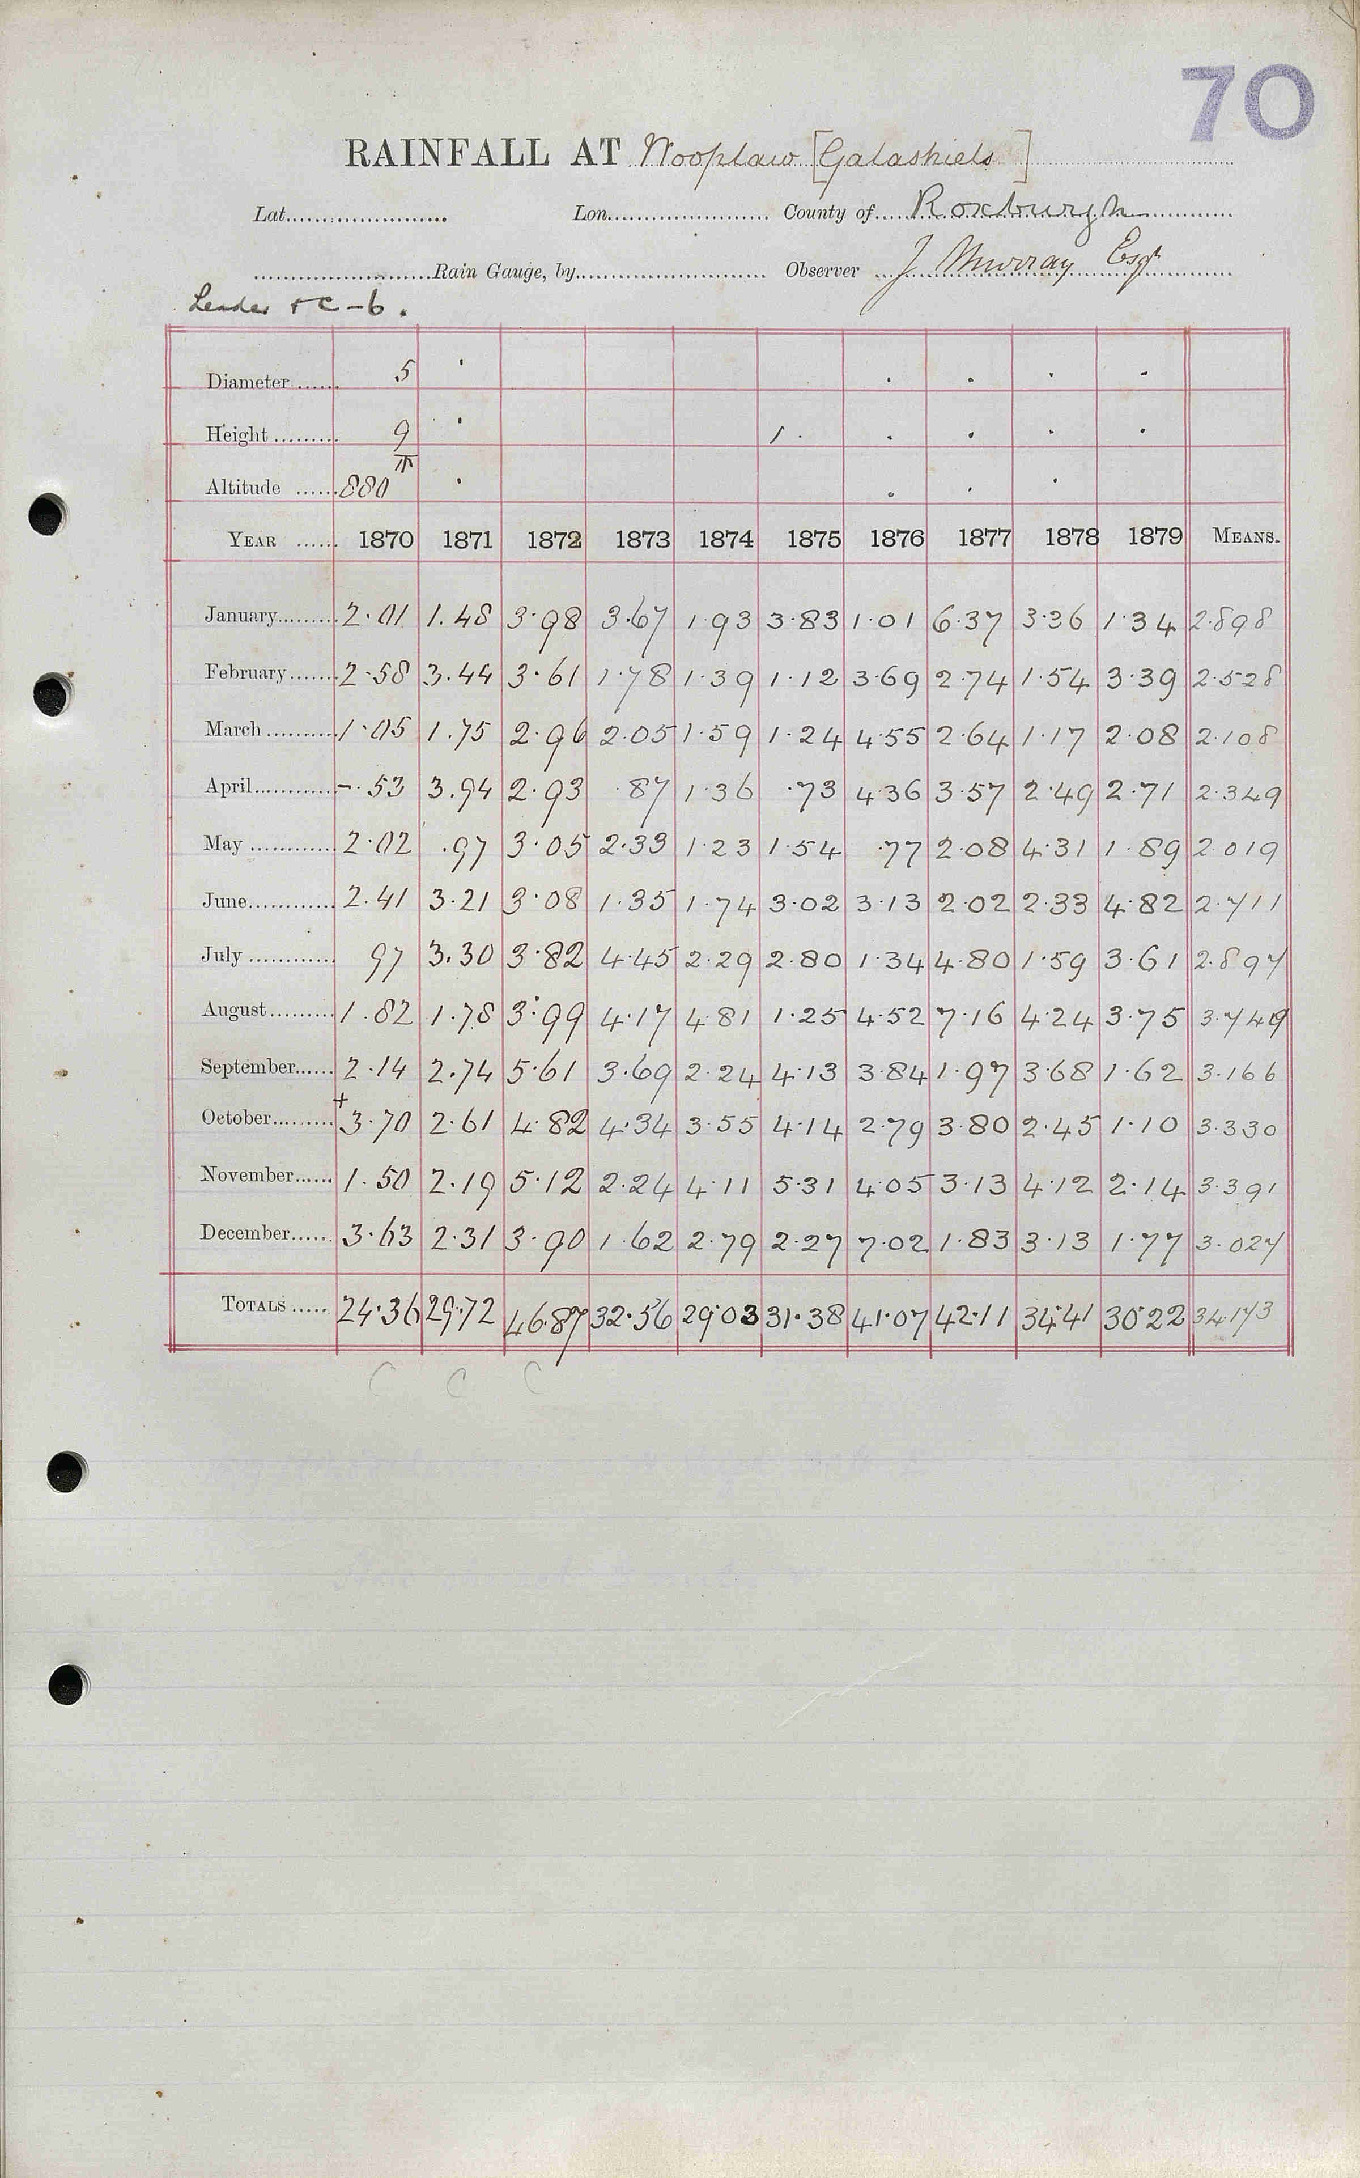 70
RAINFALL AT Wooplaw [Galashiels]
Lat. Lon. County of Roxburgh
Rain Gauge, by Observer J Murray Esqr
Leader + C-6.
Diameter 5
Height 9 1
Altitude 880
YEAR 1870 1871 1872 1873 1874 1875 1876 1877 1878 1879 MEANS.
January 2.01 1.48 3.98 3.67 1.93 3.83 1.01 6.37 3.36 1.34 2.898
February 2.58 3.44 3.61 1.78 1.39 1.12 3.69 2.74 1.54 3.39 2.528
March 1.05 1.75 2.96 2.05 1.59 1.24 4.55 2.64 1.17 2.08 2.108
April -.53 3.94 2.93 .87 1.36 .73 4.36 3.57 2.49 2.71 2.349
May 2.02 .97 3.05 2.33 1.23 1.54 .77 2.08 4.31 1.89 2.019
June 2.41 3.21 3.08 1.35 1.74 3.02 3.13 2.02 2.33 4.82 2.711
July 97 3.30 3.82 4.45 2.29 2.80 1.34 4.80 1.59 3.61 2.897
August 1.82 1.78 3.99 4.17 4.81 1.25 4.52 7.16 4.24 3.75 3.749
September 2.14 2.74 5.61 3.69 2.24 4.13 3.84 1.97 3.68 1.62 3.166
October +3.70 2.61 4.82 4.34 3.55 4.14 2.79 3.80 2.45 1.10 3.330
November 1.50 2.19 5.12 2.24 4.11 5.31 4.05 3.13 4.12 2.14 3.391
December 3.63 2.31 3.90 1.62 2.79 2.27 7.02 1.83 3.13 1.77 3.027
TOTALS 24.36 29.72 46.87 32.56 29.03 31.38 41.07 42.11 34.41 30.22 34.173
C C C